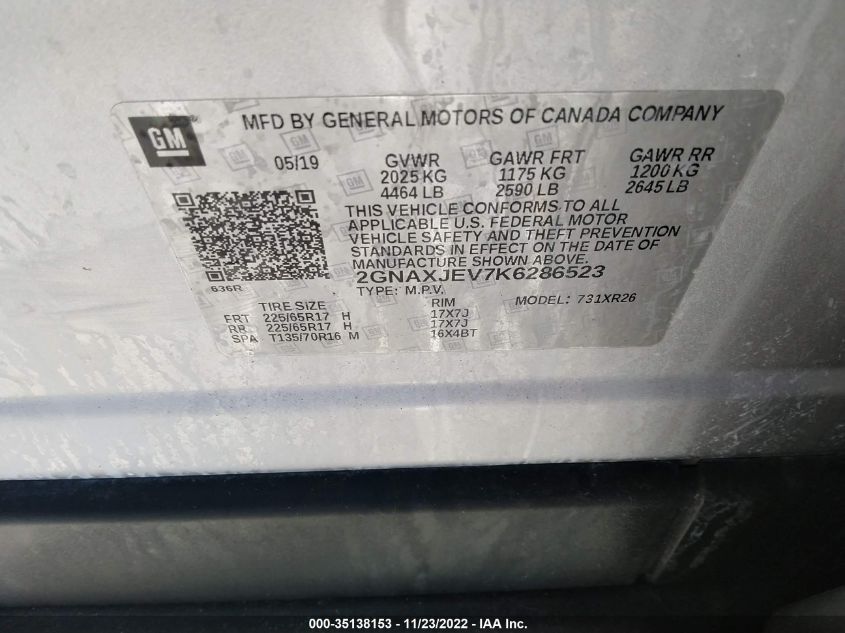 GM
MFD BY GENERAL MOTORS OF CANADA COMPANY
05/19 GVWR GAWR FRT GAWR RR
2025 KG 1175 KG 1200 KG
4464 LB 2590 LB 2645 LB
THIS VEHICLE CONFORMS TO ALL
APPLICABLE U.S. FEDERAL MOTOR
VEHICLE SAFETY AND THEFT PREVENTION
STANDARDS IN EFFECT ON THE DATE OF
MANUFACTURE SHOWN ABOVE.
636R
2GNAXJEV7K6286523
TYPE: M.P.V. MODEL: 731XR26
TIRE SIZE RIM
FRT 225/65R17 H 17X7J
RR 225/65R17 H 17X7J
SPA T135/70R16 M 16X4BT
000-35138153 - 11/23/2022 - IAA Inc.